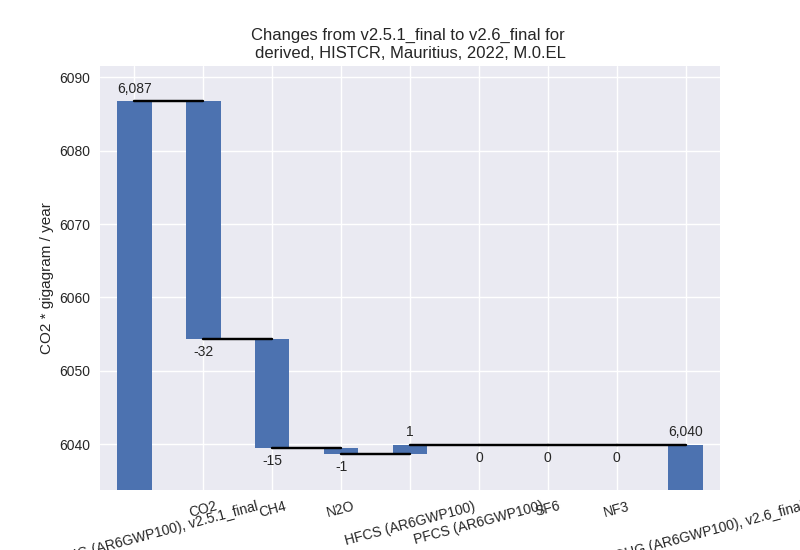 Changes from v2.5.1_final to v2.6_final for
derived, HISTCR, Mauritius, 2022, M.0.EL
CO2 * gigagram / year
6090
6080
6070
6060
6050
6040
6,087
-32
-15
-1
1
0
0
0
6,040
(AR6GWP100), v2.5.1_final
CO2
CH4
N2O
HFCS (AR6GWP100)
PFCS (AR6GWP100)
SF6
NF3
(AR6GWP100), v2.6_final